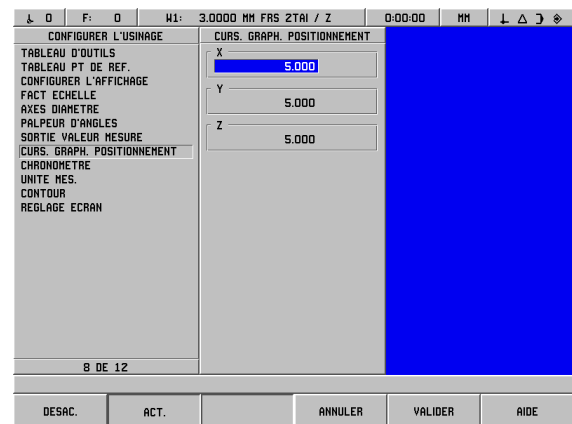 0 F: 0 W1: 3.0000 MM FRS 2TAI / Z 0:00:00 MM
CONFIGURER L'USINAGE
TABLEAU D'OUTILS
TABLEAU PT DE REF.
CONFIGURER L'AFFICHAGE
FACT ECHELLE
AXES DIAMETRE
PALPEUR D'ANGLES
SORTIE VALEUR MESURE
CURS. GRAPH. POSITIONNEMENT
CHRONOMETRE
UNITE MES.
CONTOUR
REGLAGE ECRAN
8 DE 12
CURS. GRAPH. POSITIONNEMENT
X
5.000
Y
5.000
Z
5.000
DESAC. ACT. ANNULER VALIDER AIDE